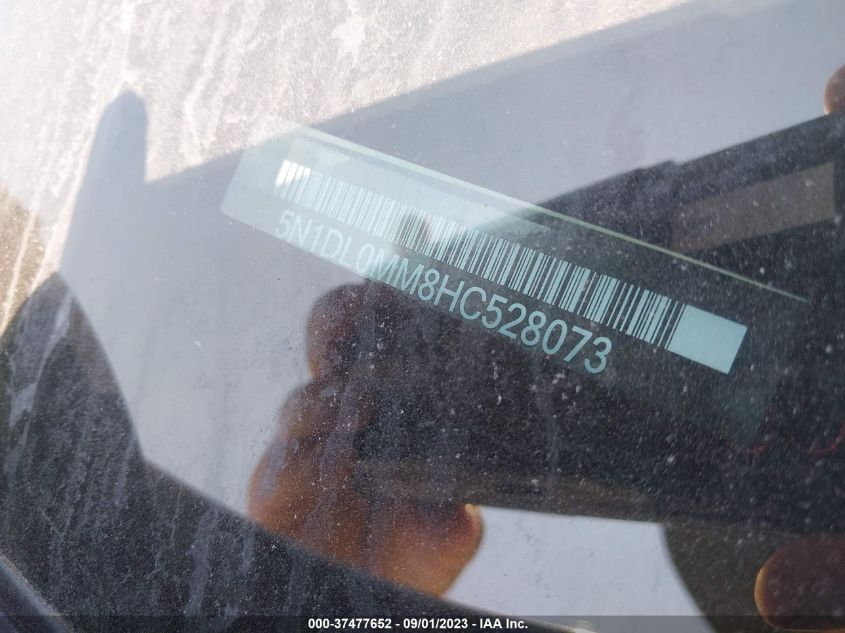 5N1DL0MM8HC528073
000-37477652 - 09/01/2023 - IAA Inc.